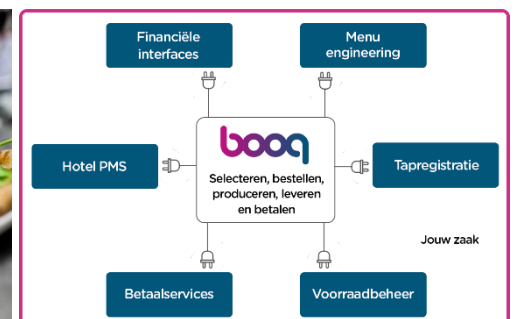 Financiële
interfaces
Menu
engineering
booq
Hotel PMS
Selecteren, bestellen,
produceren, leveren
en betalen
Tapregistratie
Jouw zaak
Betaalservices
Voorraadbeheer